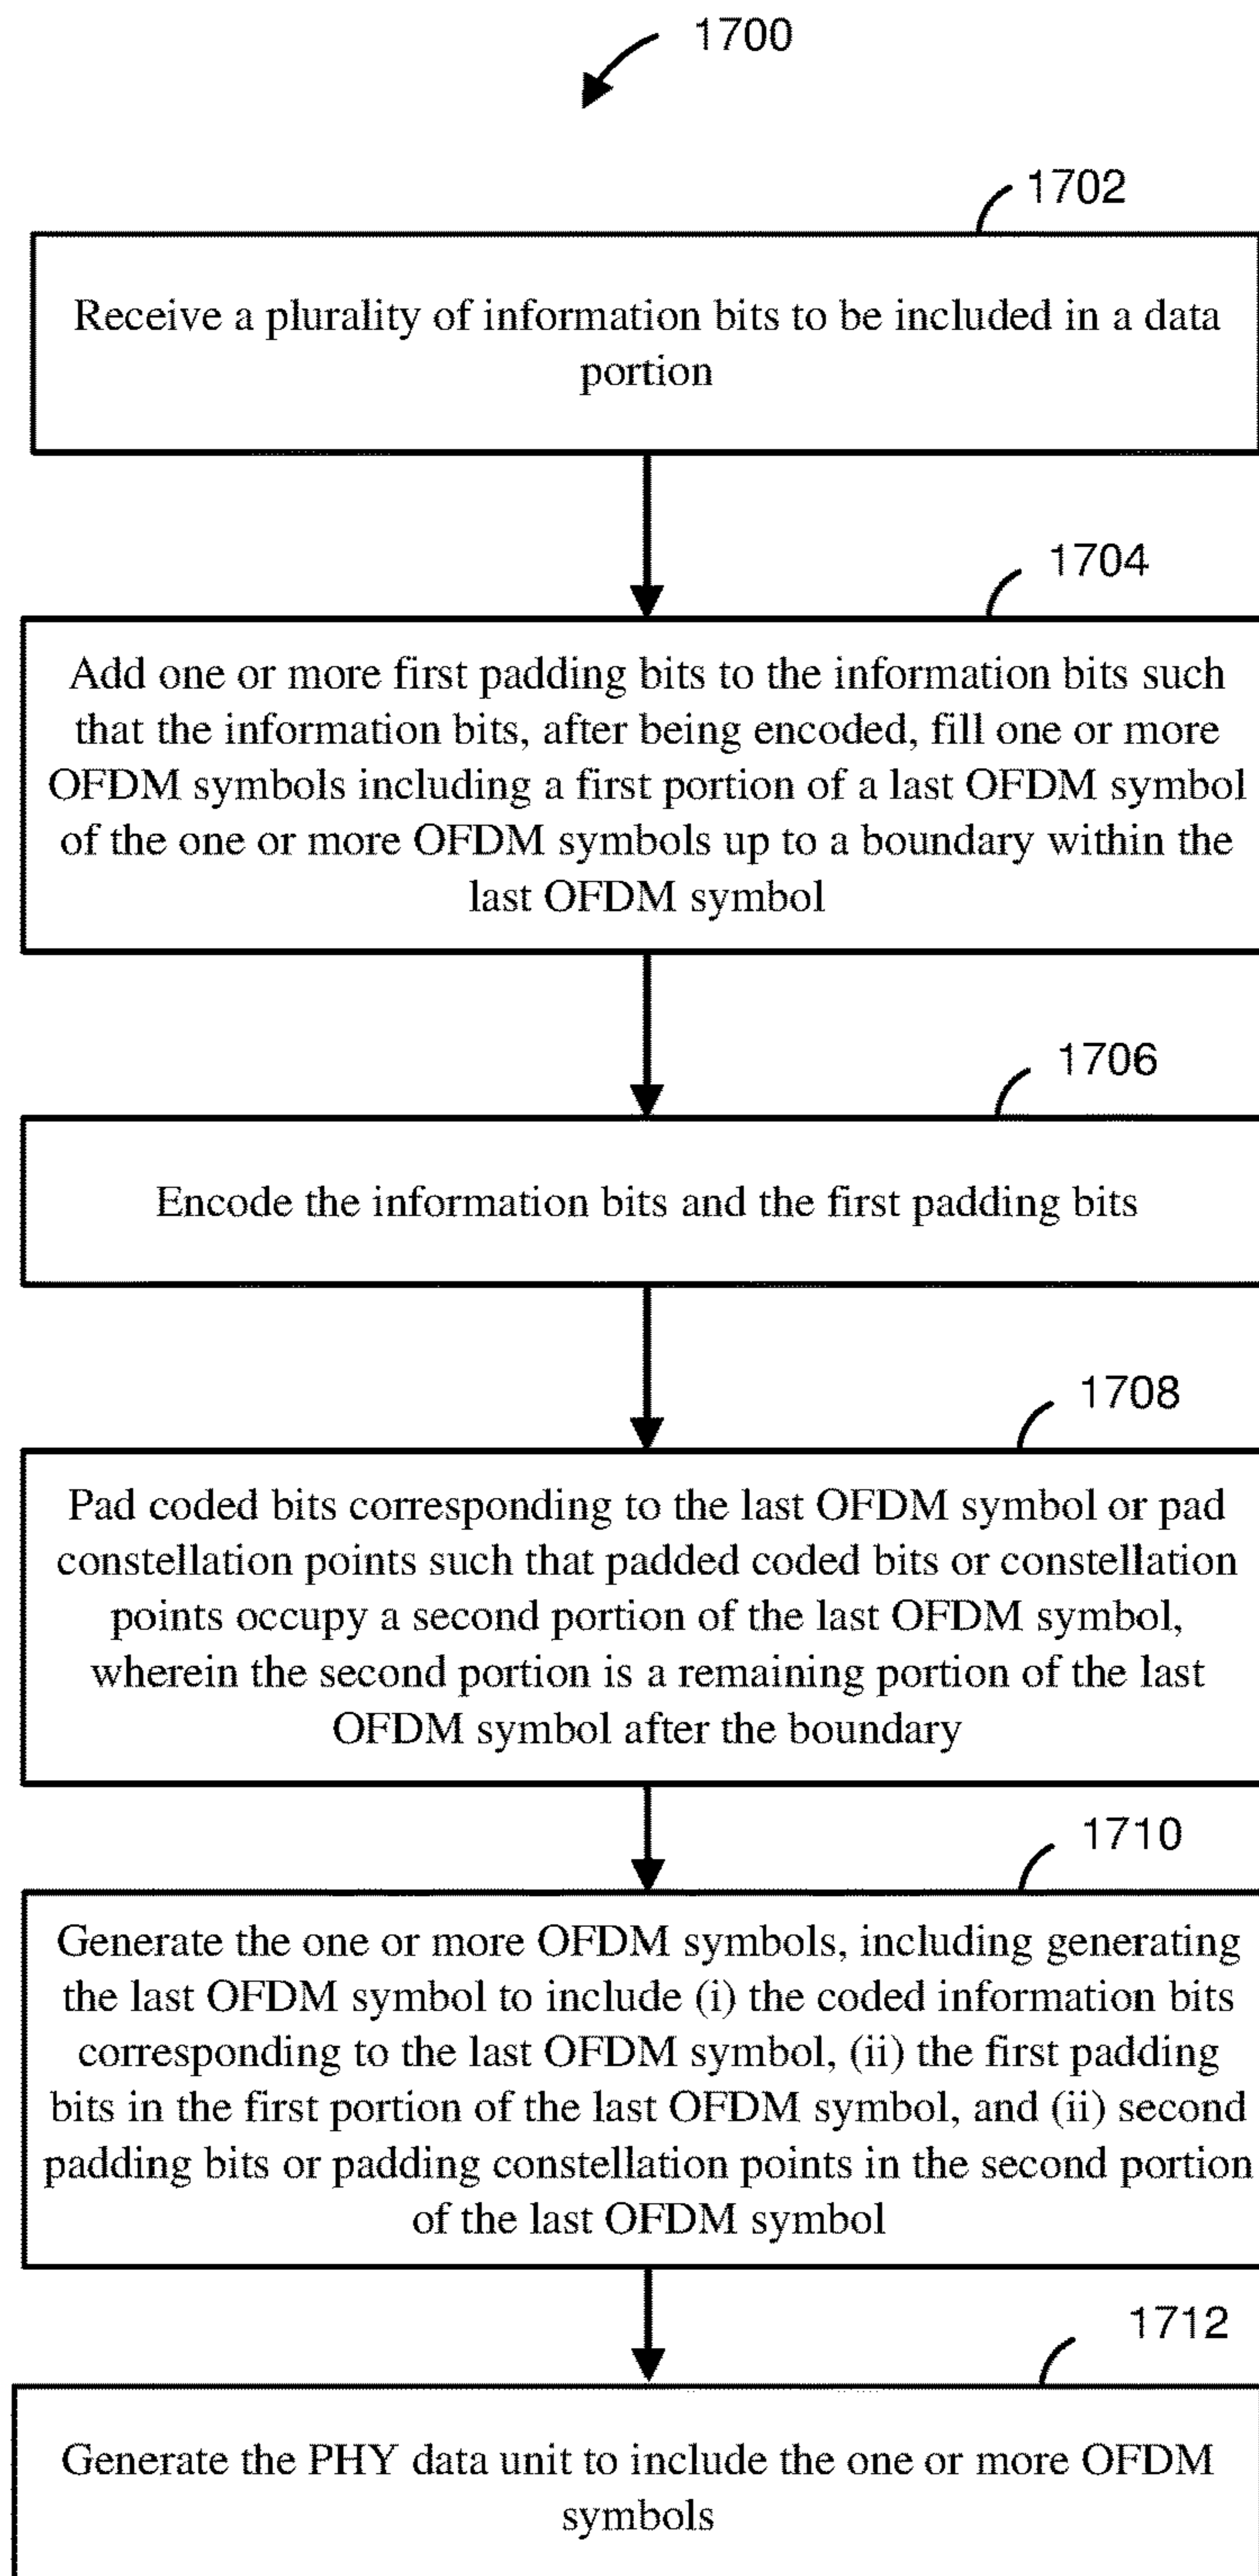 1700
1702
Receive a plurality of information bits to be included in a data
portion
1704
Add one or more first padding bits to the information bits such
that the information bits, after being encoded, fill one or more
OFDM symbols including a first portion of a last OFDM symbol
of the one or more OFDM symbols up to a boundary within the
last OFDM symbol
1706
Encode the information bits and the first padding bits
1708
Pad coded bits corresponding to the last OFDM symbol or pad
constellation points such that padded coded bits or constellation
points occupy a second portion of the last OFDM symbol,
wherein the second portion is a remaining portion of the last
OFDM symbol after the boundary
1710
Generate the one or more OFDM symbols, including generating
the last OFDM symbol to include (i) the coded information bits
corresponding to the last OFDM symbol, (ii) the first padding
bits in the first portion of the last OFDM symbol, and (ii) second
padding bits or padding constellation points in the second portion
of the last OFDM symbol
1712
Generate the PHY data unit to include the one or more OFDM
symbols